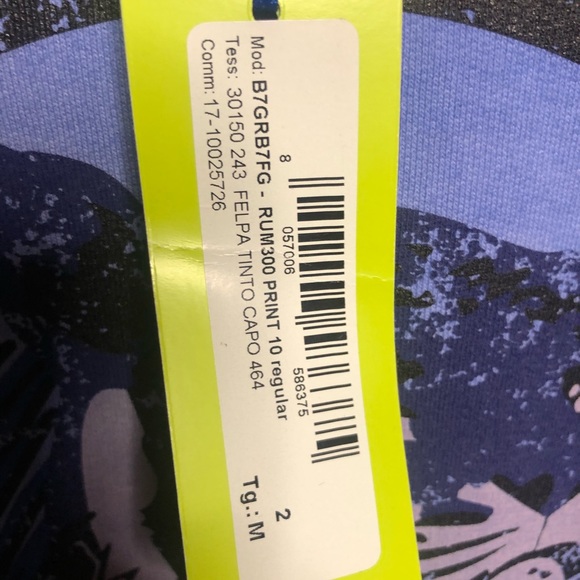 8 057006 586375
Mod: B7GRB7FG - RUM300 PRINT 10 regular 2
Tess: 30150 243 FELPA TINTO CAPO 464 Tg.: M
Comm: 17-10025726